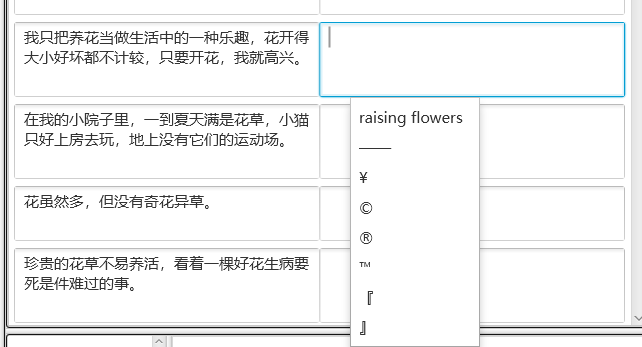 我只把养花当做生活中的一种乐趣，花开得
大小好坏都不计较，只要开花，我就高兴。
raising flowers
——
¥
©
®
™
『
』
在我的小院子里，一到夏天满是花草，小猫
只好上房去玩，地上没有它们的运动场。
花虽然多，但没有奇花异草。
珍贵的花草不易养活，看着一棵好花生病要
死是件难过的事。